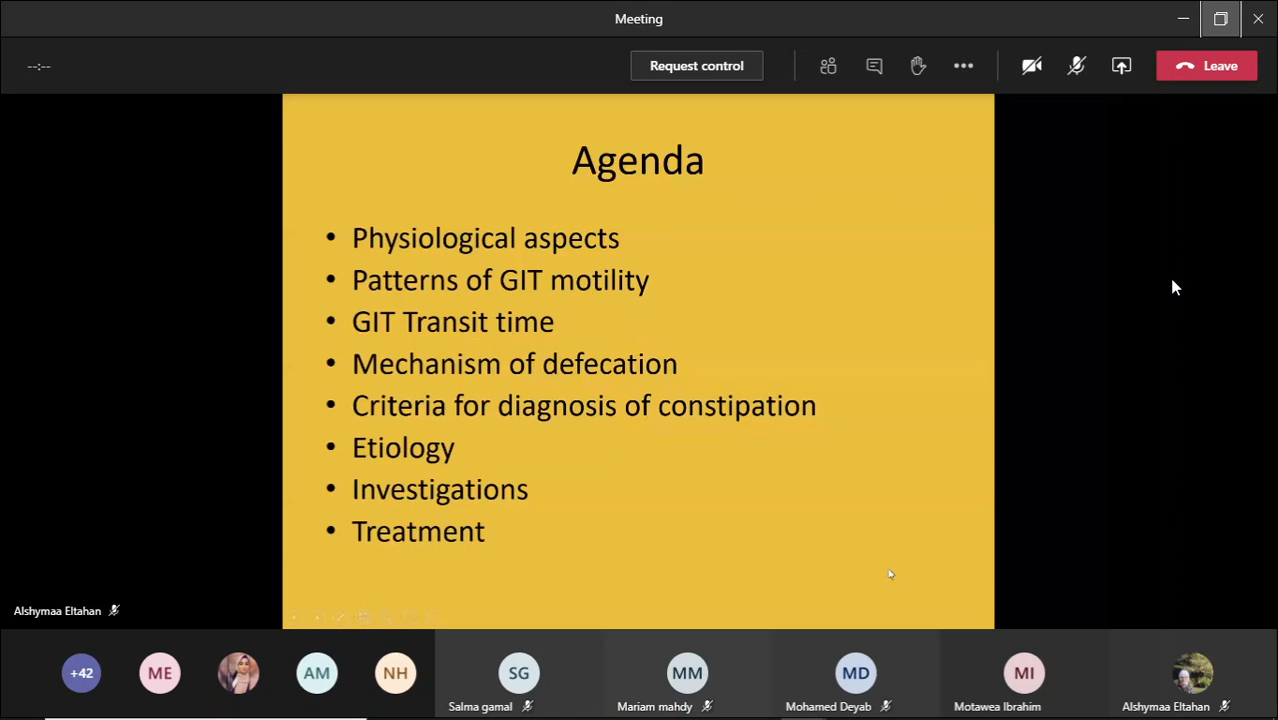 Meeting
--:--
Request control
Leave
Agenda
• Physiological aspects
• Patterns of GIT motility
• GIT Transit time
• Mechanism of defecation
• Criteria for diagnosis of constipation
• Etiology
• Investigations
• Treatment
Alshymaa Eltahan
+42
ME
AM
NH
SG
MM
MD
MI
Salma gamal
Mariam mahdy
Mohamed Deyab
Motawea Ibrahim
Alshymaa Eltahan